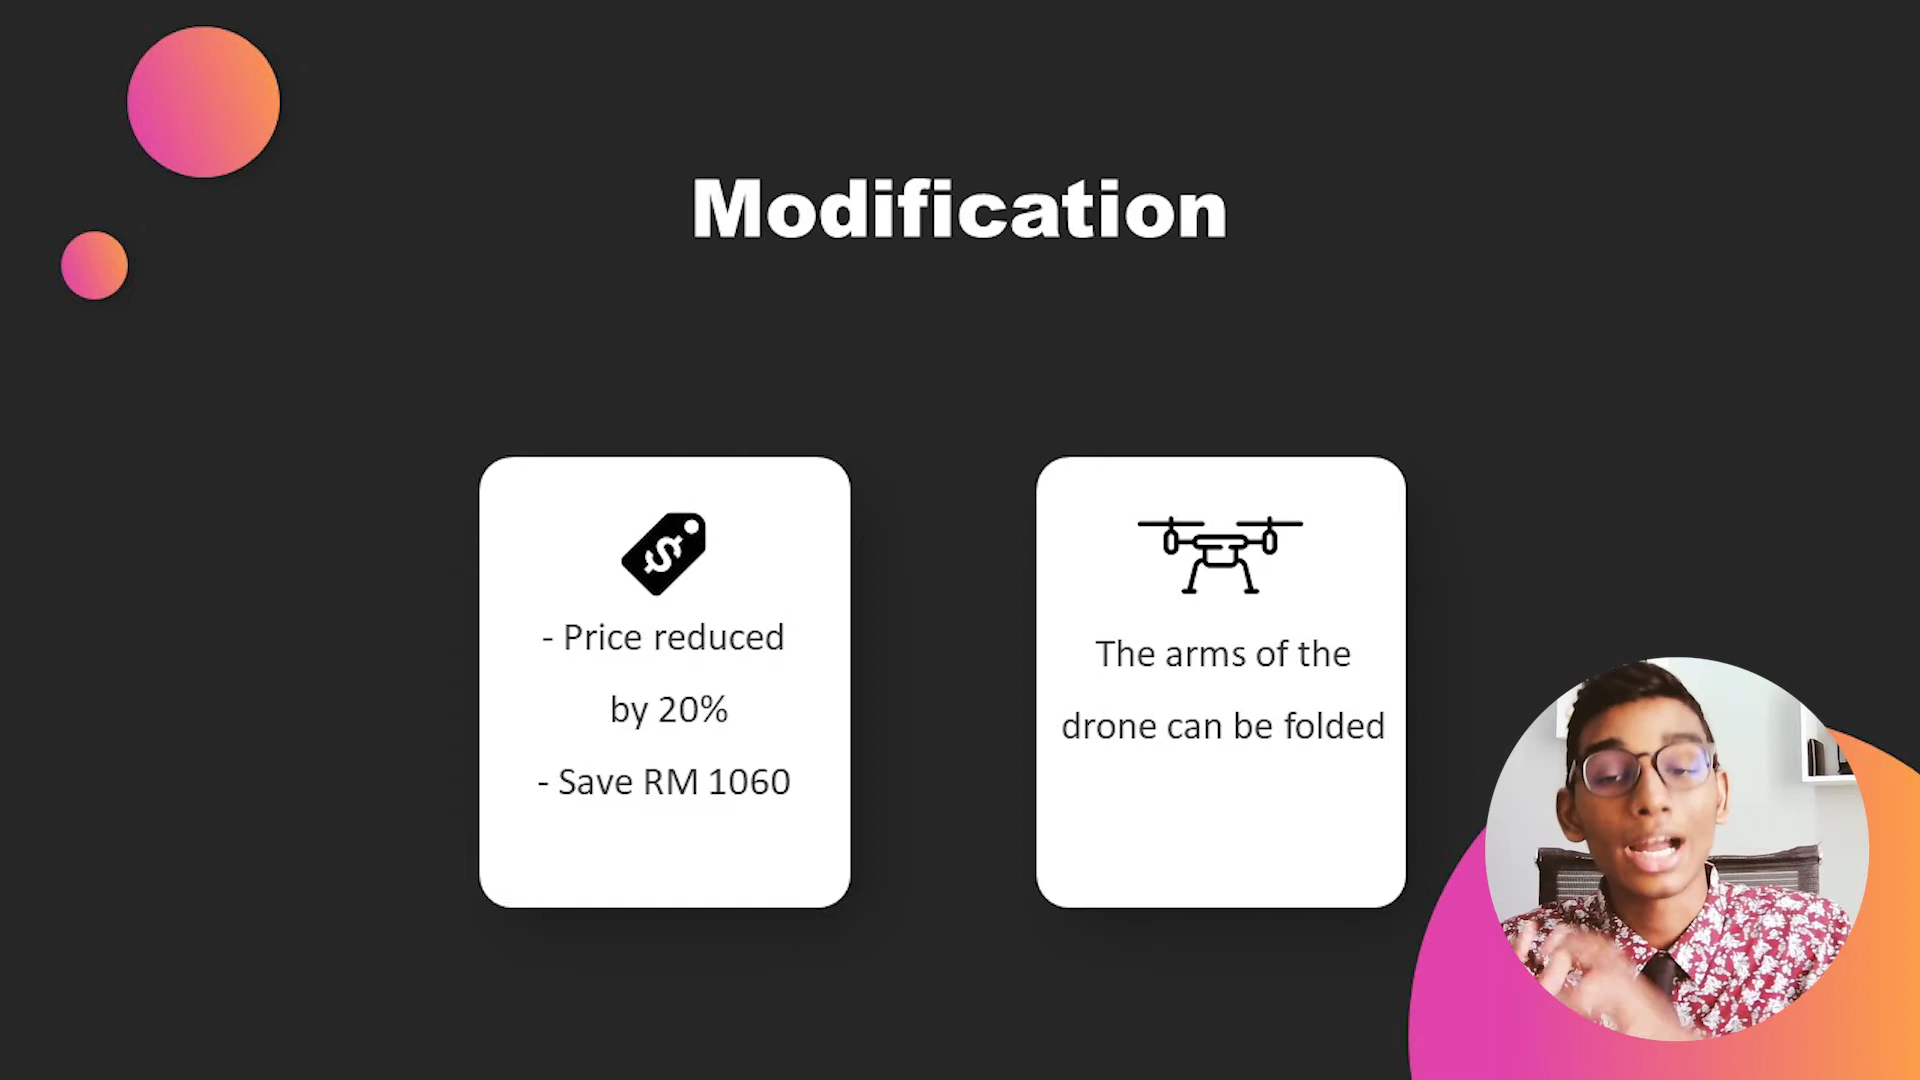 Modification
- Price reduced
by 20%
- Save RM 1060
The arms of the
drone can be folded